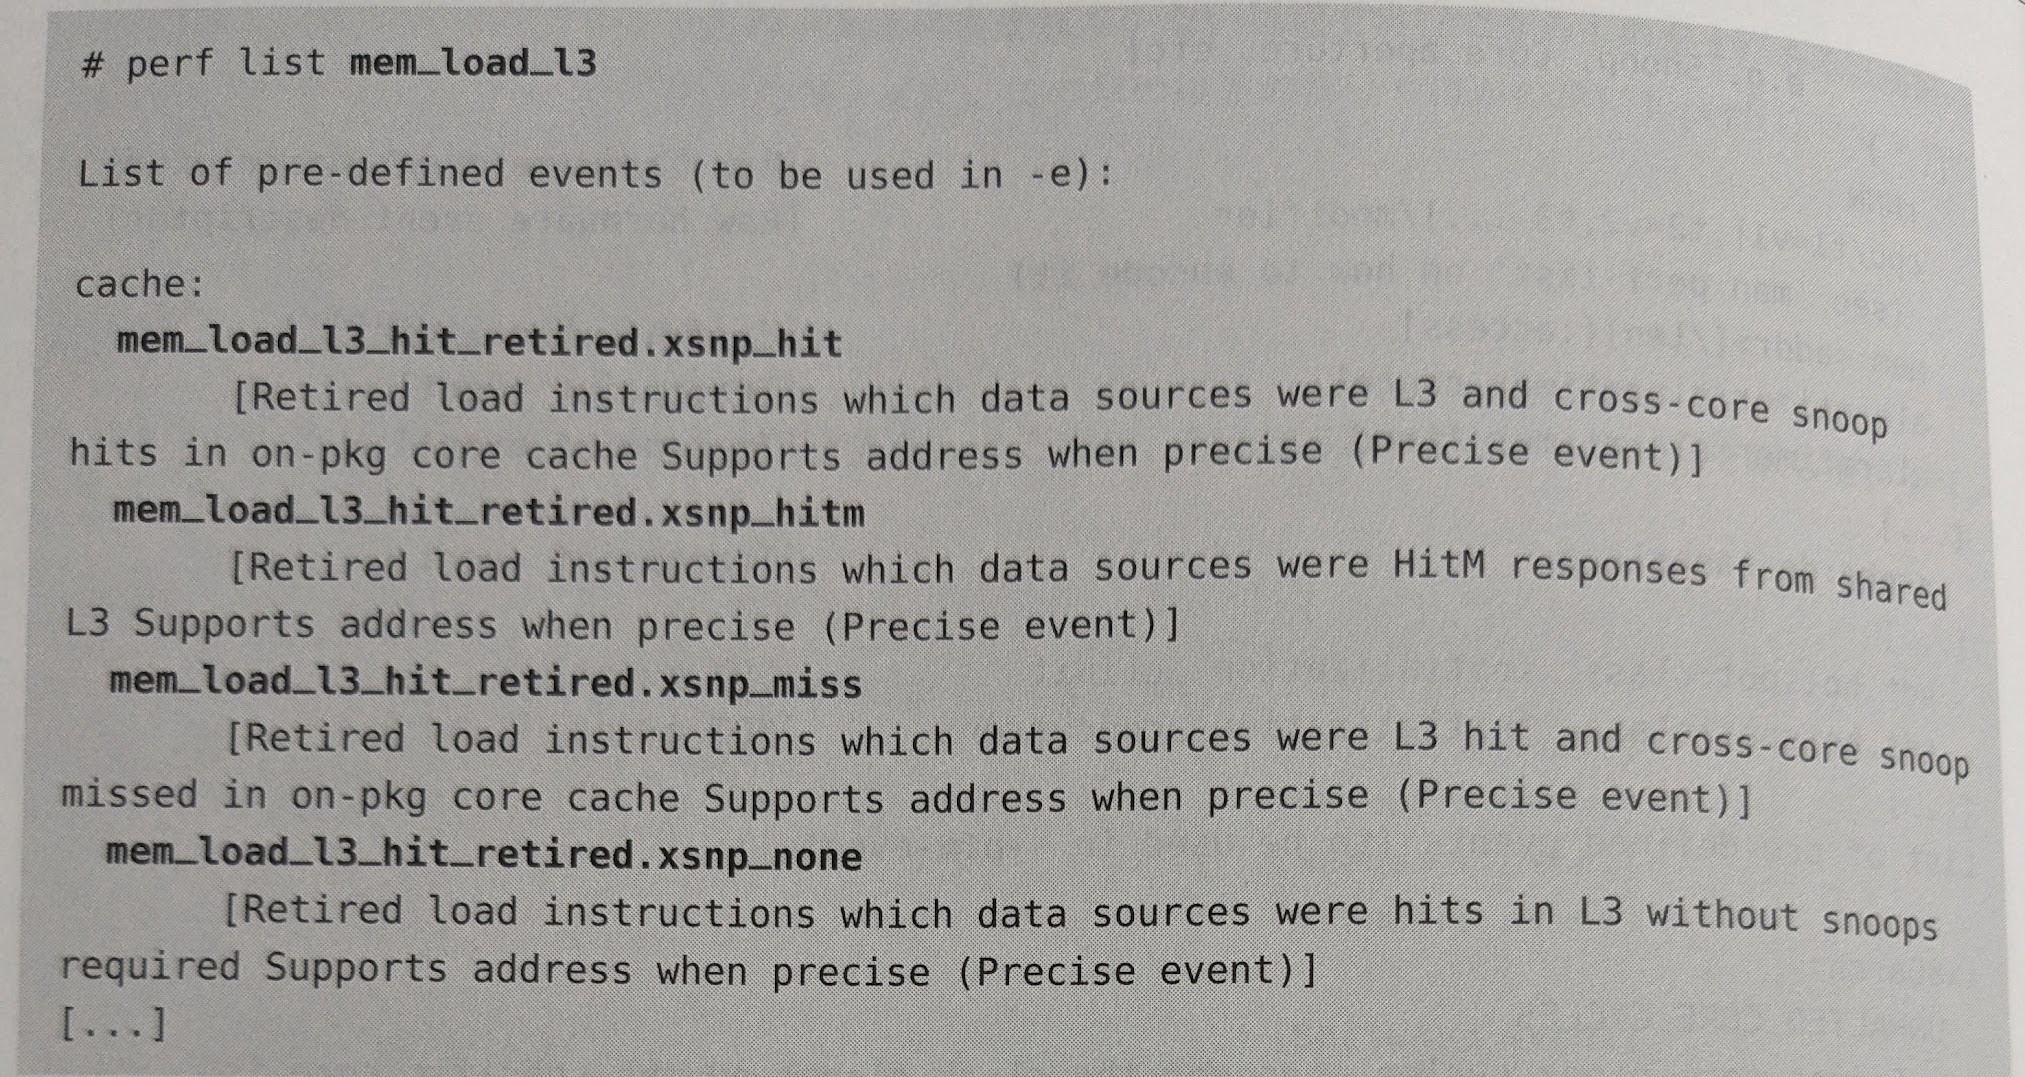 # perf list mem_load_l3
List of pre-defined events (to be used in -e):
cache:
mem_load_l3_hit_retired.xsnp_hit
[Retired load instructions which data sources were L3 and cross-core snoop
hits in on-pkg core cache Supports address when precise (Precise event)]
mem_load_l3_hit_retired.xsnp_hitm
[Retired load instructions which data sources were HitM responses from shared
L3 Supports address when precise (Precise event)]
mem_load_l3_hit_retired.xsnp_miss
[Retired load instructions which data sources were L3 hit and cross-core snoop
missed in on-pkg core cache Supports address when precise (Precise event)]
mem_load_l3_hit_retired.xsnp_none
[Retired load instructions which data sources were hits in L3 without snoops
required Supports address when precise (Precise event)]
[...]